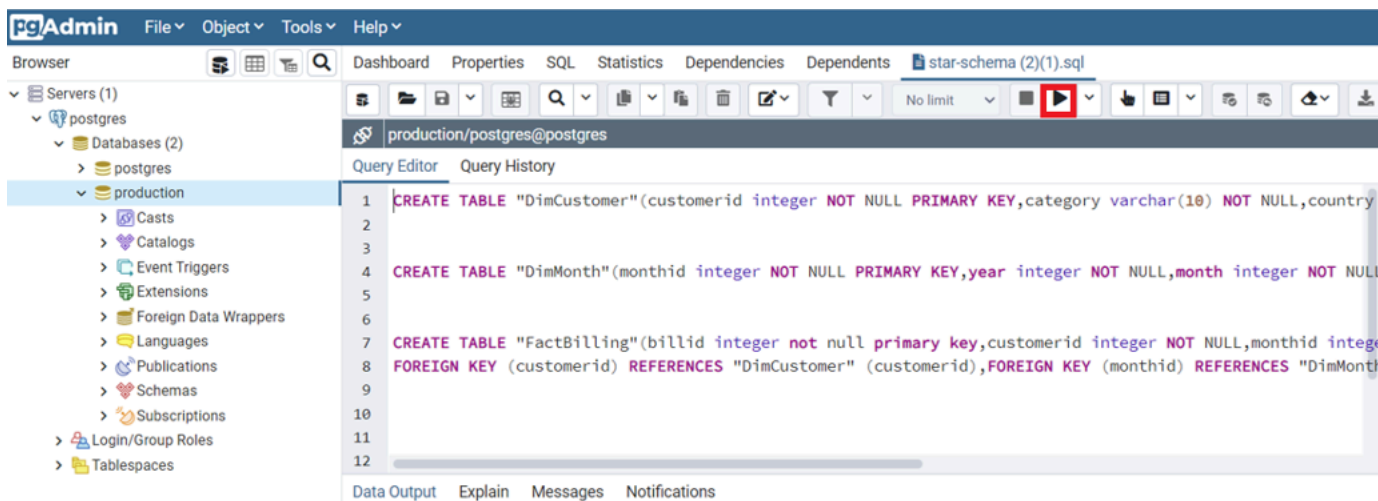 pgAdmin File Object Tools Help
Browser
Dashboard Properties SQL Statistics Dependencies Dependents star-schema (2)(1).sql
Servers (1)
postgres
Databases (2)
postgres
production
Casts
Catalogs
Event Triggers
Extensions
Foreign Data Wrappers
Languages
Publications
Schemas
Subscriptions
Login/Group Roles
Tablespaces
No limit
production/postgres@postgres
Query Editor Query History
1 CREATE TABLE "DimCustomer"(customerid integer NOT NULL PRIMARY KEY,category varchar(10) NOT NULL,country
2
3
4 CREATE TABLE "DimMonth"(monthid integer NOT NULL PRIMARY KEY,year integer NOT NULL,month integer NOT NULL
5
6
7 CREATE TABLE "FactBilling"(billid integer not null primary key,customerid integer NOT NULL,monthid intege
8 FOREIGN KEY (customerid) REFERENCES "DimCustomer" (customerid),FOREIGN KEY (monthid) REFERENCES "DimMonth
9
10
11
12
Data Output Explain Messages Notifications